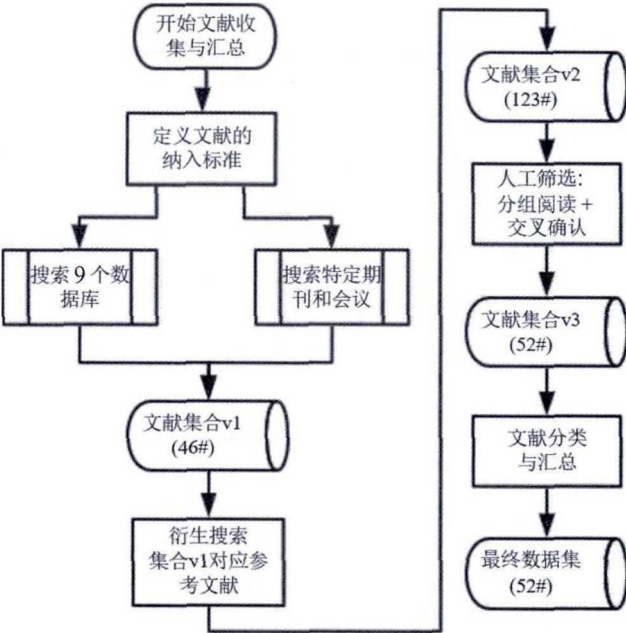 开始文献收
集与汇总
定义文献的
纳入标准
搜索9个数
据库
搜索特定期
刊和会议
文献集合v1
(46#)
衍生搜索
集合v1对应参
考文献
文献集合v2
(123#)
人工筛选:
分组阅读+
交叉确认
文献集合v3
(52#)
文献分类
与汇总
最终数据集
(52#)